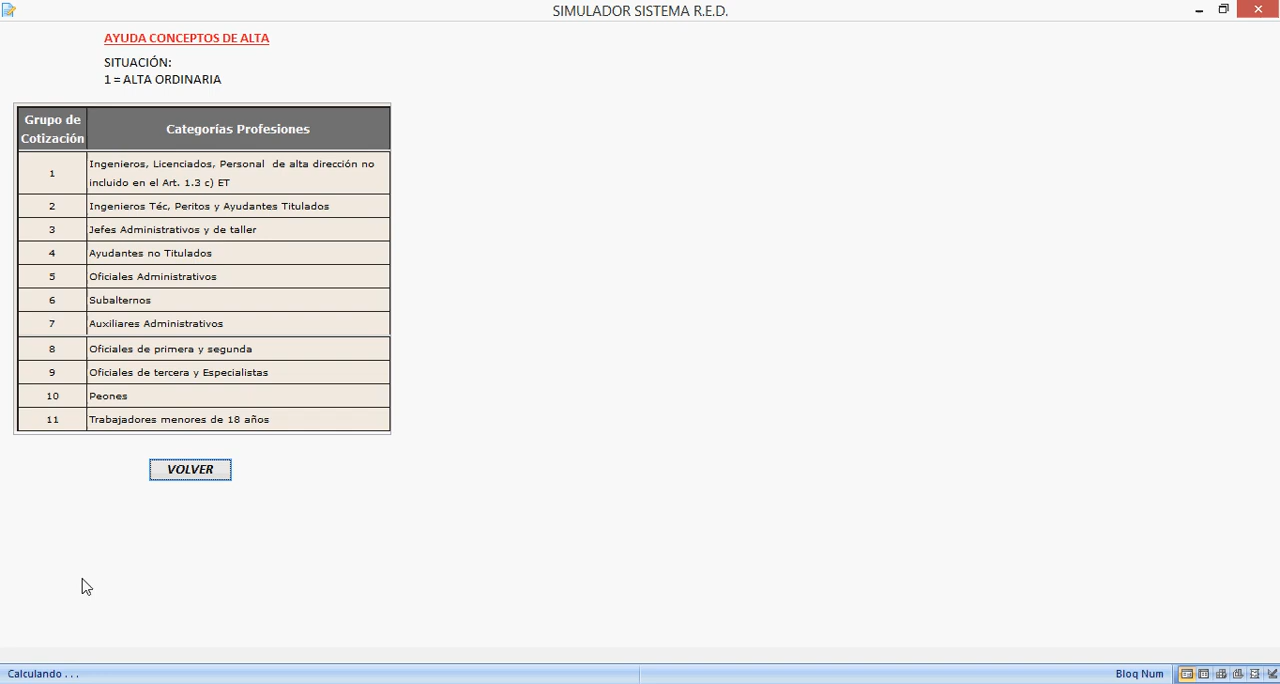 SIMULADOR SISTEMA R.E.D.
AYUDA CONCEPTOS DE ALTA
SITUACIÓN:
1 = ALTA ORDINARIA
Grupo de Cotización Categorías Profesiones
1 Ingenieros, Licenciados, Personal de alta dirección no
incluido en el Art. 1.3 c) ET
2 Ingenieros Téc, Peritos y Ayudantes Titulados
3 Jefes Administrativos y de taller
4 Ayudantes no Titulados
5 Oficiales Administrativos
6 Subalternos
7 Auxiliares Administrativos
8 Oficiales de primera y segunda
9 Oficiales de tercera y Especialistas
10 Peones
11 Trabajadores menores de 18 años
VOLVER
Calculando . . . Bloq Num